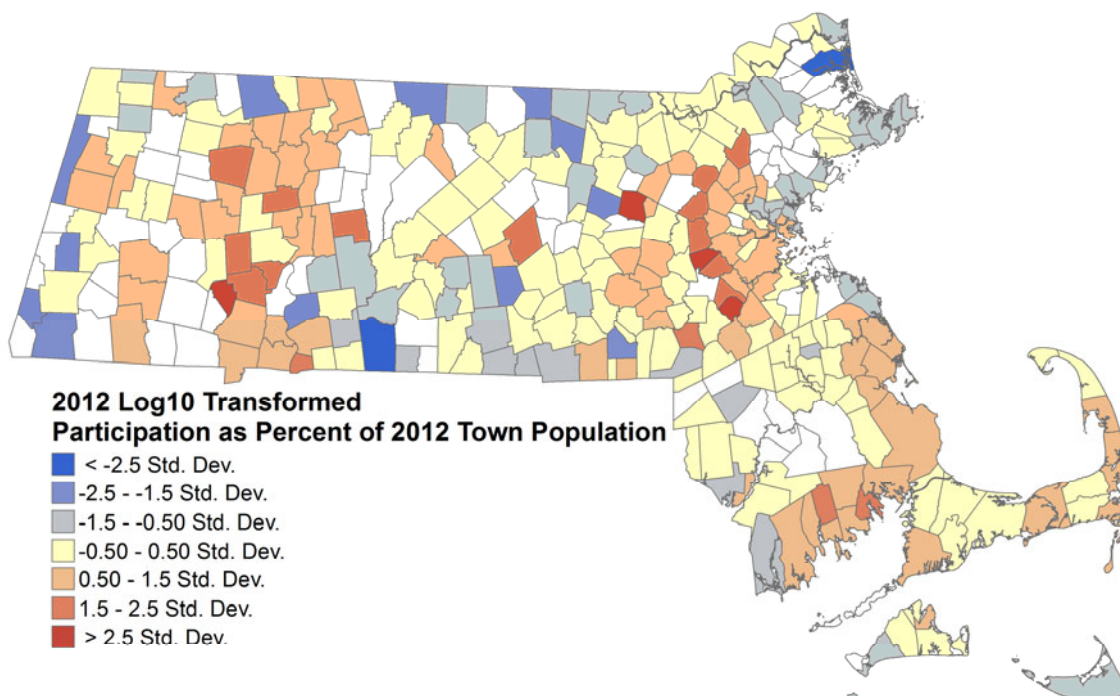 2012 Log10 Transformed
Participation as Percent of 2012 Town Population
< -2.5 Std. Dev.
-2.5 - -1.5 Std. Dev.
-1.5 - -0.50 Std. Dev.
-0.50 - 0.50 Std. Dev.
0.50 - 1.5 Std. Dev.
1.5 - 2.5 Std. Dev.
> 2.5 Std. Dev.